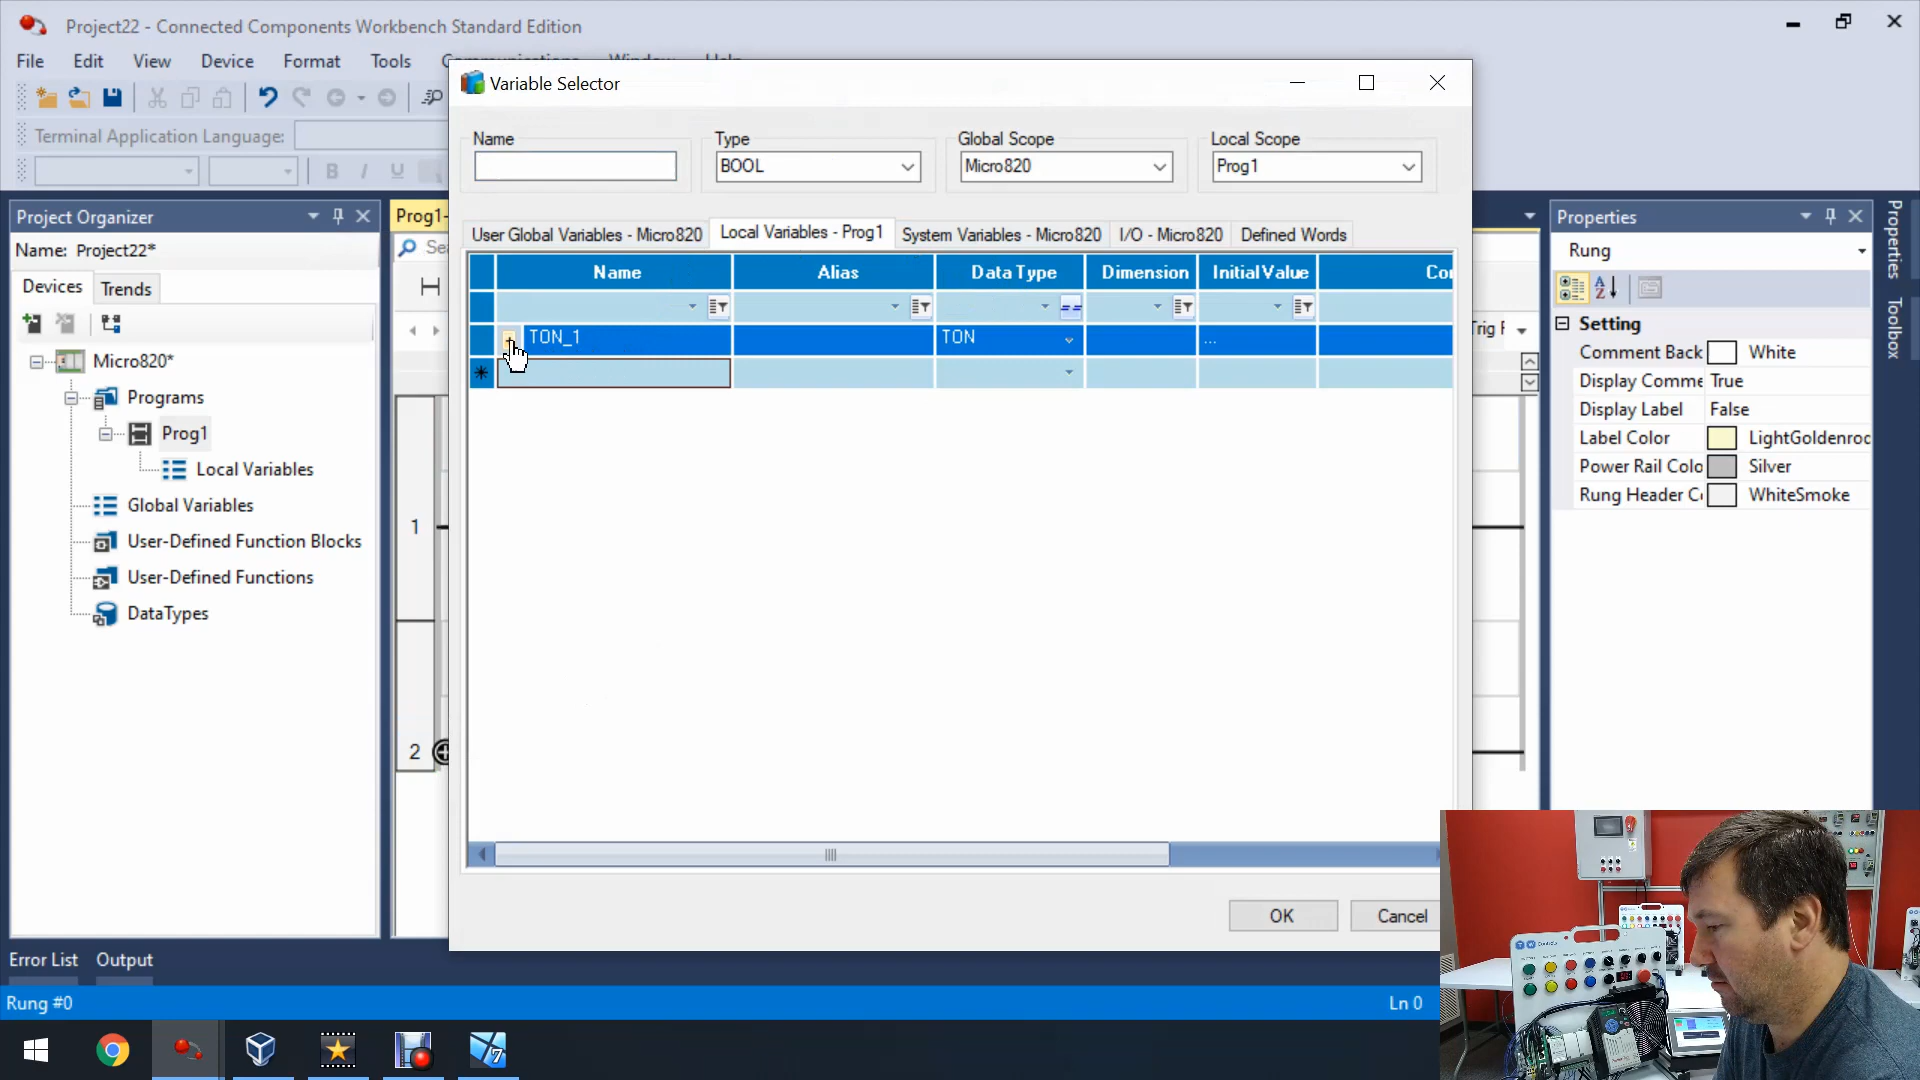 Project22 - Connected Components Workbench Standard Edition
File Edit View Device Format Tools
Terminal Application Language:
B I U
Variable Selector
Name
Type
Global Scope
Local Scope
BOOL
Micro820
Prog1
User Global Variables - Micro820
Local Variables - Prog1
System Variables - Micro820
I/O - Micro820
Defined Words
Name Alias Data Type Dimension Initial Value
TON_1 TON ...
OK
Cancel
Project Organizer
Name: Project22*
Devices
Trends
Micro820*
Programs
Prog1
Local Variables
Global Variables
User-Defined Function Blocks
User-Defined Functions
DataTypes
Prog1-
1
2
Properties
Rung
Setting
Comment Back White
Display Comme True
Display Label False
Label Color LightGoldenroc
Power Rail Colo Silver
Rung Header C WhiteSmoke
Properties
Toolbox
Error List
Output
Rung #0
Ln 0